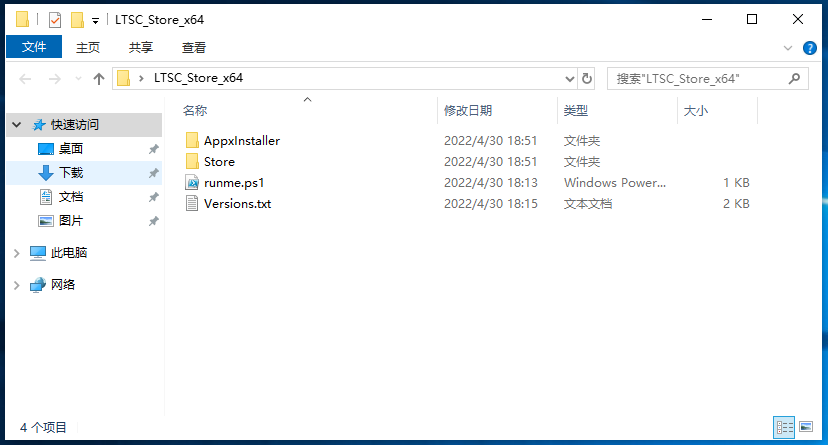 LTSC_Store_x64
文件 主页 共享 查看
LTSC_Store_x64 搜索"LTSC_Store_x64"
名称 修改日期 类型 大小
快速访问
桌面
下载
文档
图片
此电脑
网络
AppxInstaller 2022/4/30 18:51 文件夹
Store 2022/4/30 18:51 文件夹
runme.ps1 2022/4/30 18:13 Windows Power... 1 KB
Versions.txt 2022/4/30 18:15 文本文档 2 KB
4 个项目